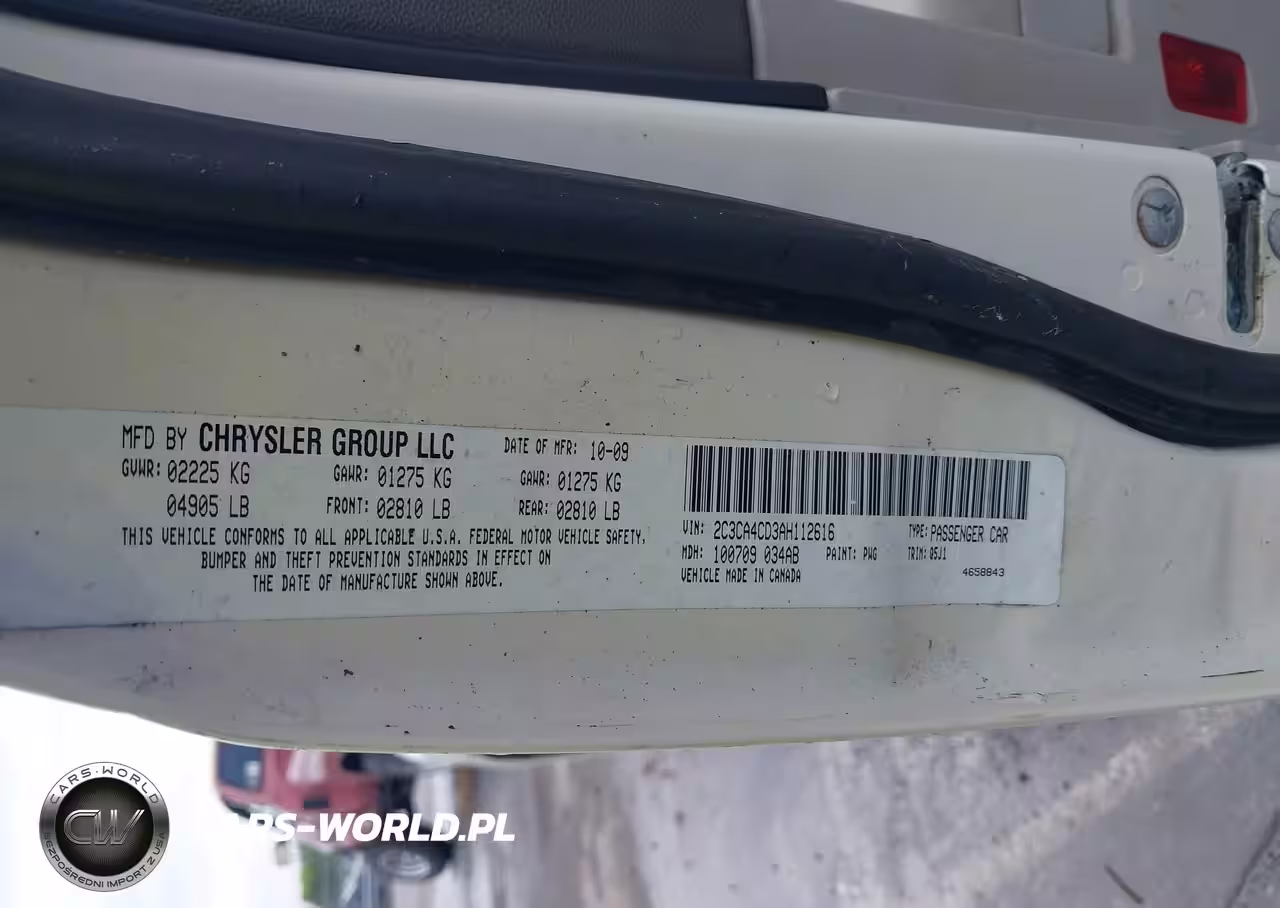 MFD BY CHRYSLER GROUP LLC DATE OF MFR: 10-09
GVWR: 02225 KG GAWR: 01275 KG GAWR: 01275 KG
04905 LB FRONT: 02810 LB REAR: 02810 LB
THIS VEHICLE CONFORMS TO ALL APPLICABLE U.S.A. FEDERAL MOTOR VEHICLE SAFETY,
BUMPER AND THEFT PREVENTION STANDARDS IN EFFECT ON
THE DATE OF MANUFACTURE SHOWN ABOVE.
VIN: 2C3CA4CD3AH112616 TYPE: PASSENGER CAR
MDH: 100709 034AB PAINT: PWG TRIM: Q5J1
VEHICLE MADE IN CANADA 4658843
CARS-WORLD
CW
BEZPOŚREDNI IMPORT Z USA
CARS-WORLD.PL